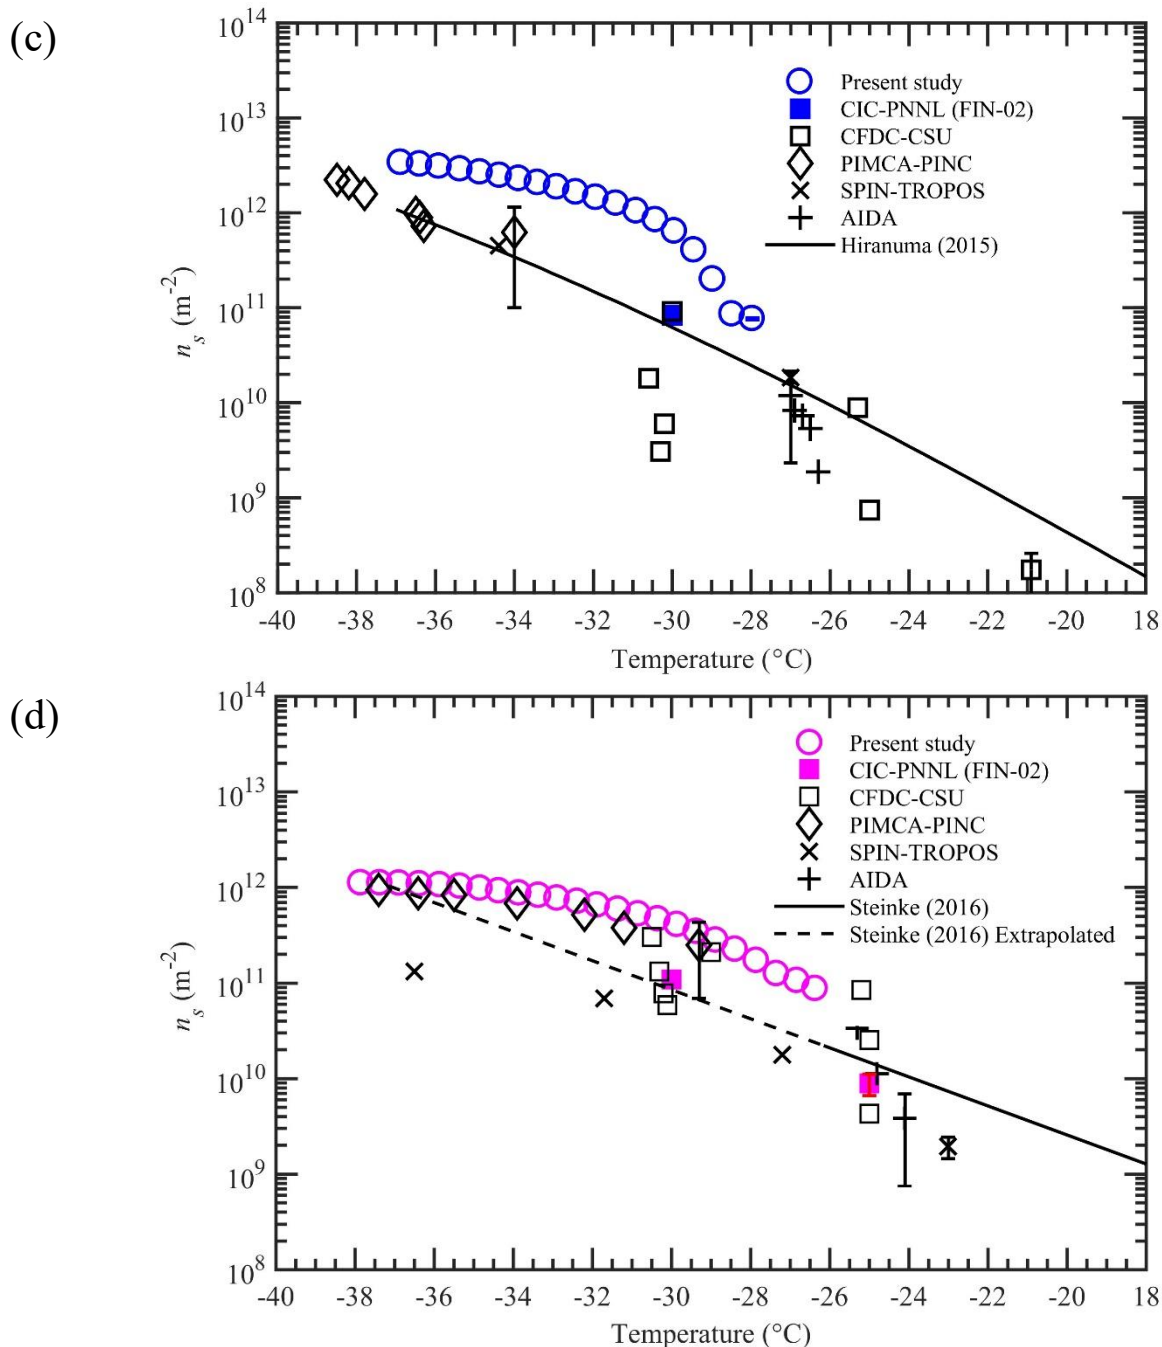 (c)
10^14
10^13
10^12
10^11
10^10
10^9
10^8
n_s (m^-2)
Present study
CIC-PNNL (FIN-02)
CFDC-CSU
PIMCA-PINC
SPIN-TROPOS
AIDA
Hiranuma (2015)
-40 -38 -36 -34 -32 -30 -28 -26 -24 -22 -20 18
Temperature (°C)
(d)
10^14
10^13
10^12
10^11
10^10
10^9
10^8
n_s (m^-2)
Present study
CIC-PNNL (FIN-02)
CFDC-CSU
PIMCA-PINC
SPIN-TROPOS
AIDA
Steinke (2016)
Steinke (2016) Extrapolated
-40 -38 -36 -34 -32 -30 -28 -26 -24 -22 -20 18
Temperature (°C)